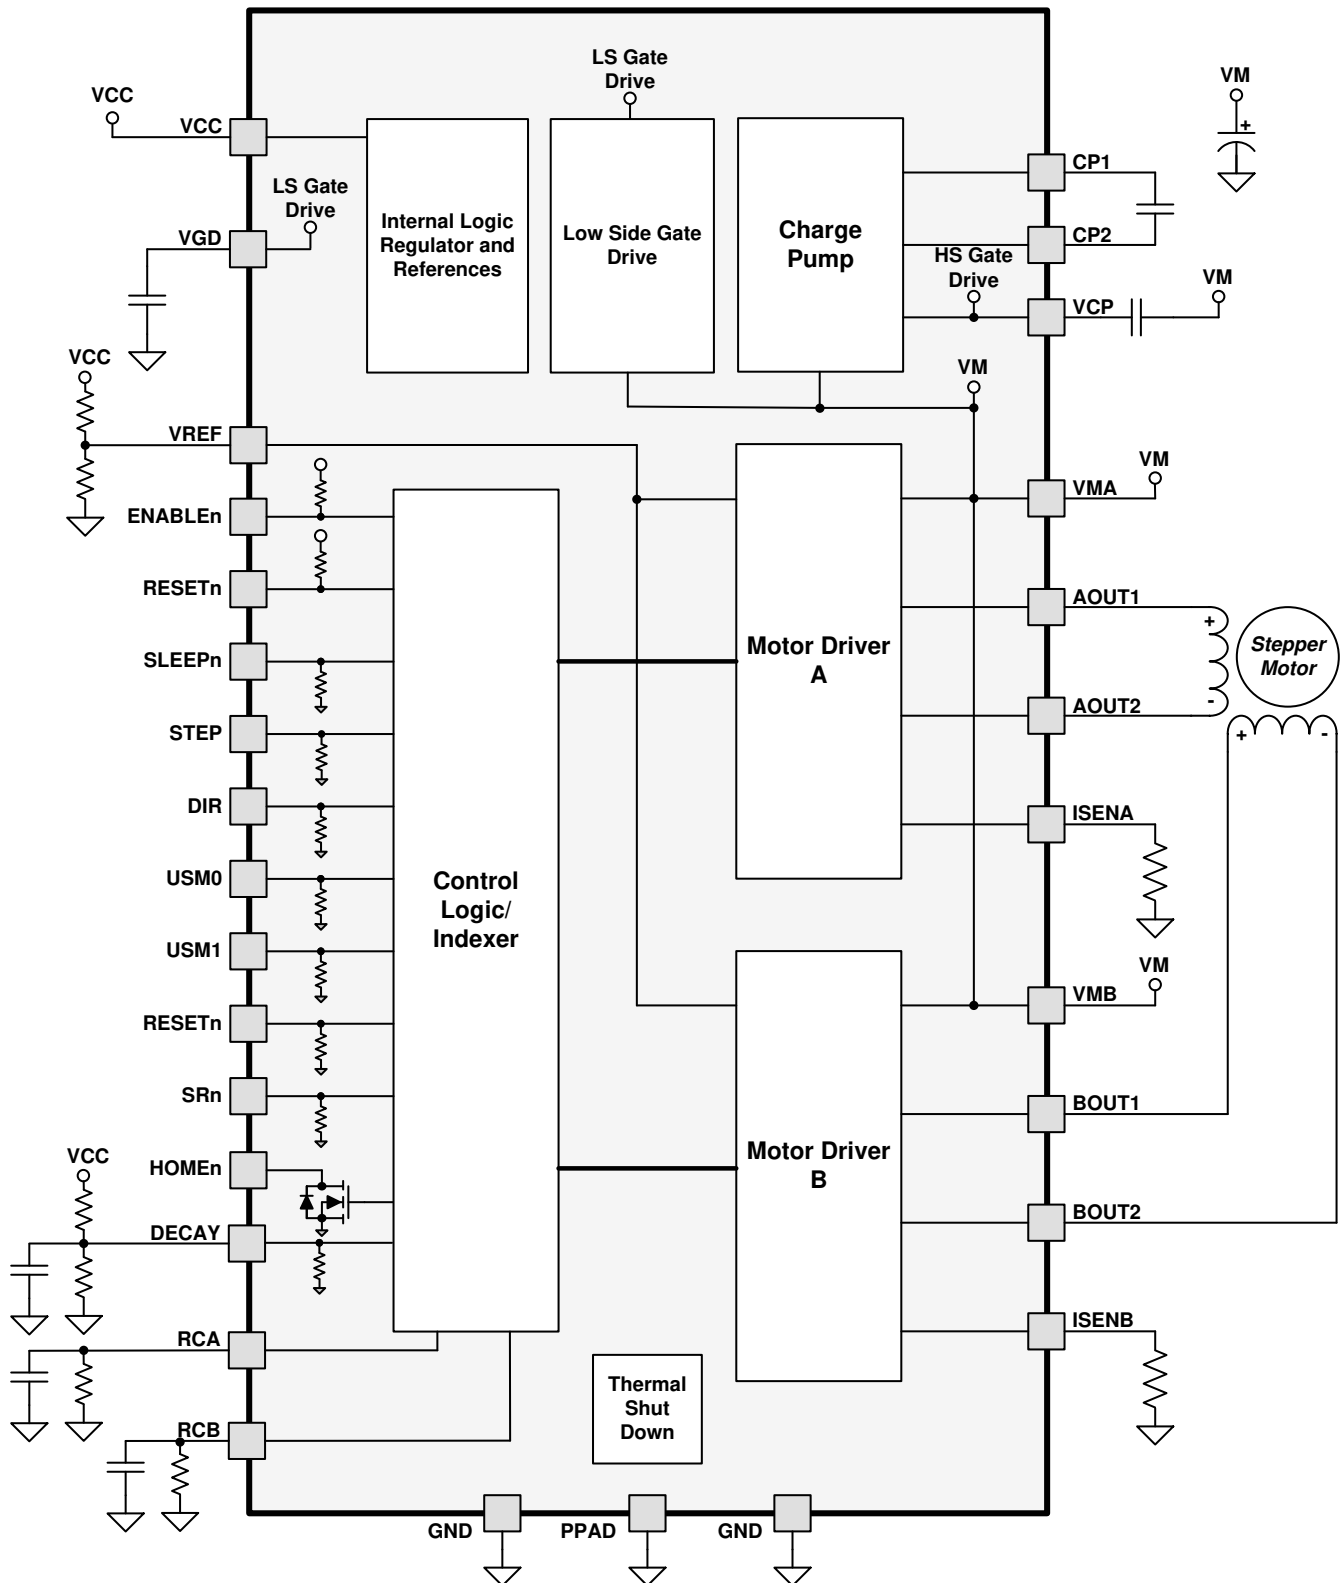 LS Gate
Drive
VCC
VCC
VM
+
LS Gate
Drive
VGD
Internal Logic
Regulator and
References
Low Side Gate
Drive
Charge
Pump
CP1
CP2
HS Gate
Drive
VCP
VM
VCC
VM
VREF
ENABLEn
RESETn
SLEEPn
STEP
DIR
USM0
USM1
RESETn
SRn
HOMEn
VCC
DECAY
RCA
RCB
Control
Logic/
Indexer
Motor Driver
A
VMA
VM
AOUT1
+
-
AOUT2
Stepper
Motor
+
-
ISENA
Motor Driver
B
VMB
VM
BOUT1
BOUT2
ISENB
Thermal
Shut
Down
GND
PPAD
GND